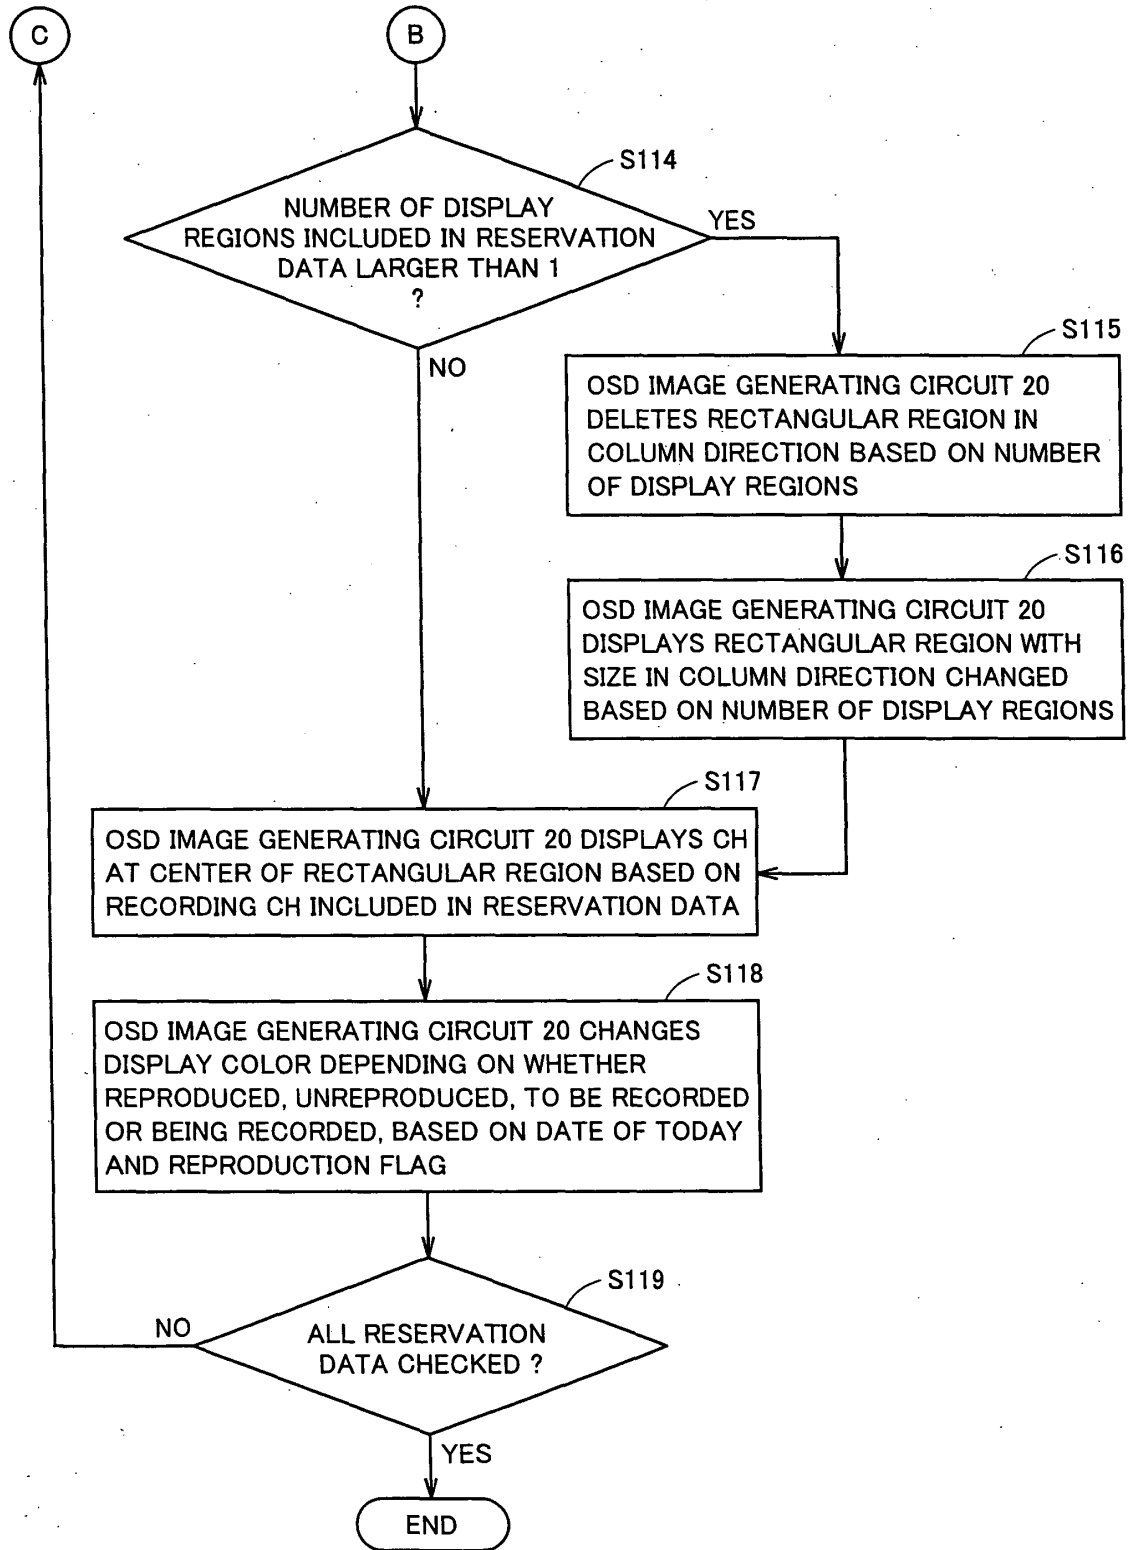 C
B
S114
NUMBER OF DISPLAY
REGIONS INCLUDED IN RESERVATION
DATA LARGER THAN 1
?
YES
NO
S115
OSD IMAGE GENERATING CIRCUIT 20
DELETES RECTANGULAR REGION IN
COLUMN DIRECTION BASED ON NUMBER
OF DISPLAY REGIONS
S116
OSD IMAGE GENERATING CIRCUIT 20
DISPLAYS RECTANGULAR REGION WITH
SIZE IN COLUMN DIRECTION CHANGED
BASED ON NUMBER OF DISPLAY REGIONS
S117
OSD IMAGE GENERATING CIRCUIT 20 DISPLAYS CH
AT CENTER OF RECTANGULAR REGION BASED ON
RECORDING CH INCLUDED IN RESERVATION DATA
S118
OSD IMAGE GENERATING CIRCUIT 20 CHANGES
DISPLAY COLOR DEPENDING ON WHETHER
REPRODUCED, UNREPRODUCED, TO BE RECORDED
OR BEING RECORDED, BASED ON DATE OF TODAY
AND REPRODUCTION FLAG
S119
NO
ALL RESERVATION
DATA CHECKED ?
YES
END